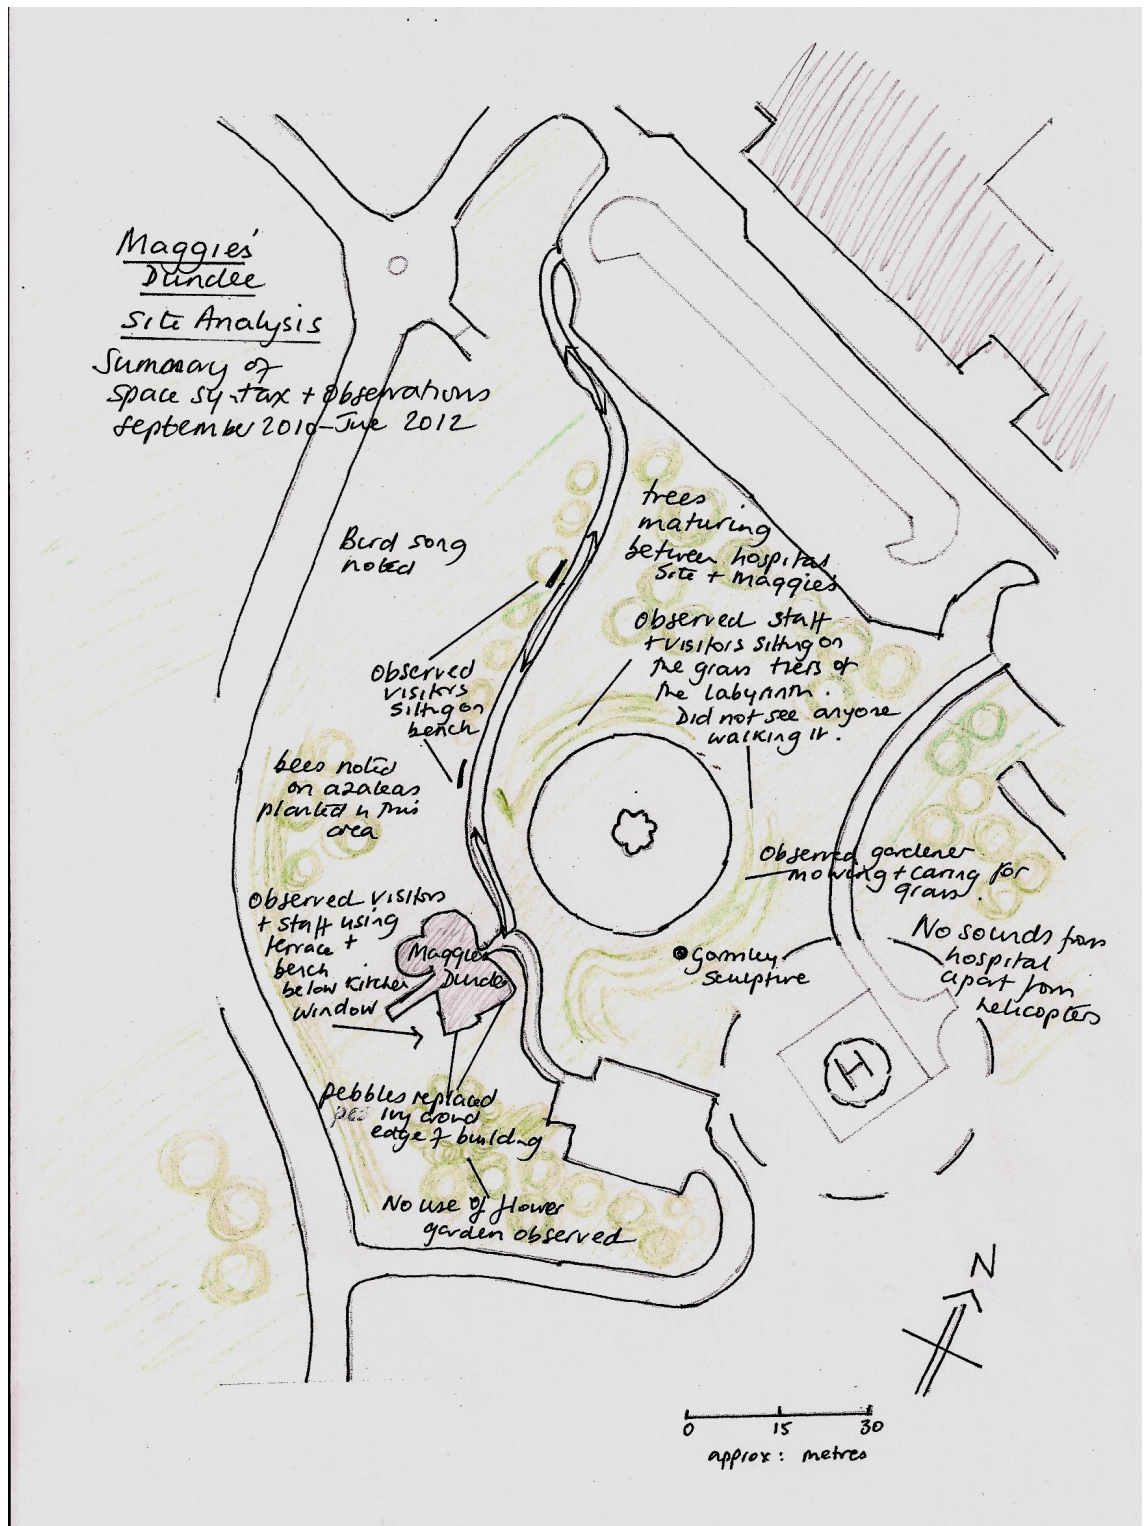 Maggies'
Dundee
Site Analysis
Summary of
space syntax + Observations
September 2010–June 2012
Bird song
noted
trees
maturing
between hospital
site + Maggies
Observed staff
+ visitors sitting on
the grass tiers of
the labyrinth.
Did not see anyone
walking it.
Observed
visitors
sitting on
bench
bees noted
on azaleas
planted in this
area
Observed gardener
mowing + caring for
grass.
Observed visitors
+ staff using
terrace +
bench
below Kitchen
window
Maggies
Dundee
Gormley
sculpture
No sounds from
hospital
apart from
helicopters
H
pebbles replaced
ivy around
edge of building
No use of flower
garden observed
N
0 15 30
approx: metres